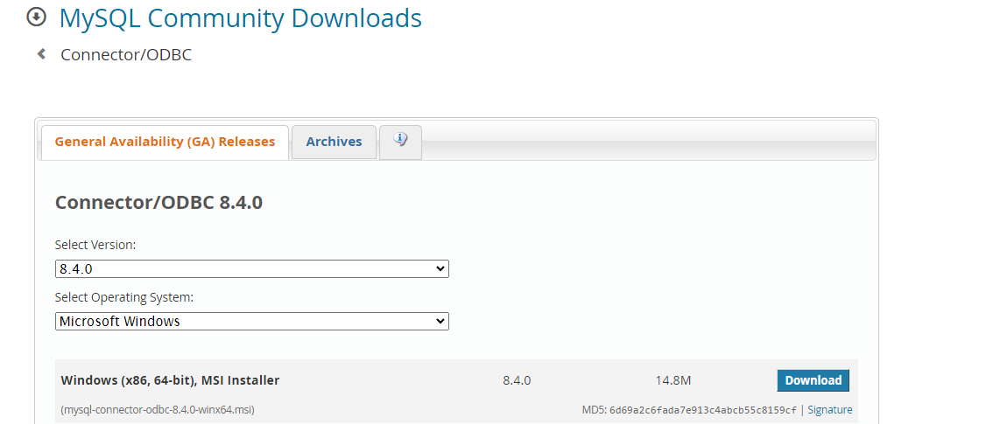 MySQL Community Downloads
Connector/ODBC
General Availability (GA) Releases Archives
Connector/ODBC 8.4.0
Select Version:
8.4.0
Select Operating System:
Microsoft Windows
Windows (x86, 64-bit), MSI Installer 8.4.0 14.8M Download
(mysql-connector-odbc-8.4.0-winx64.msi) MD5: 6d69a2c6fada7e913c4abcb55c8159cf | Signature